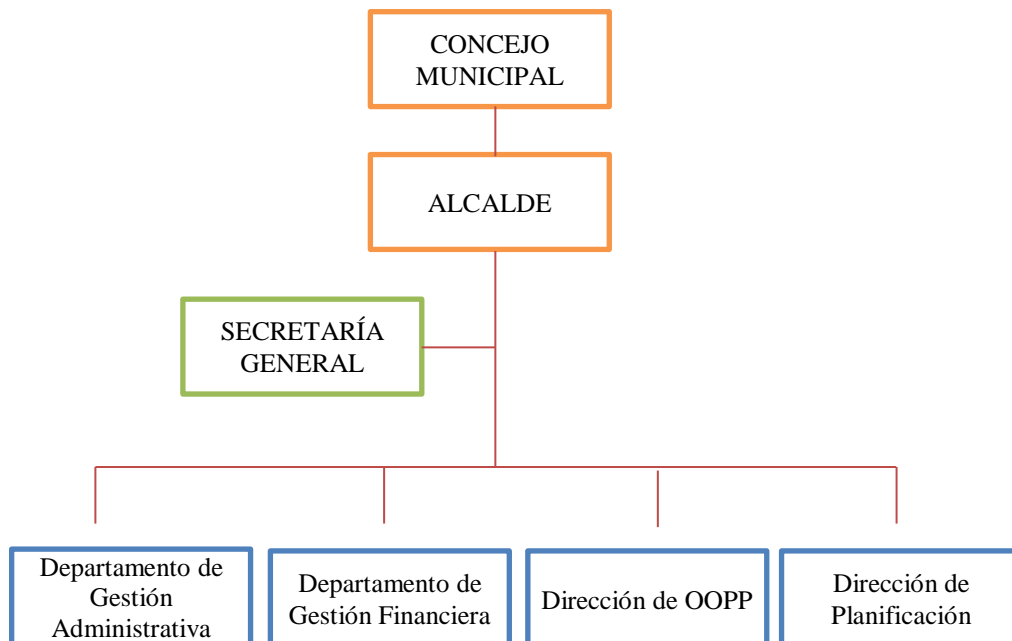 CONCEJO
MUNICIPAL
ALCALDE
SECRETARÍA
GENERAL
Departamento de
Gestión
Administrativa
Departamento de
Gestión Financiera
Dirección de OOPP
Dirección de
Planificación